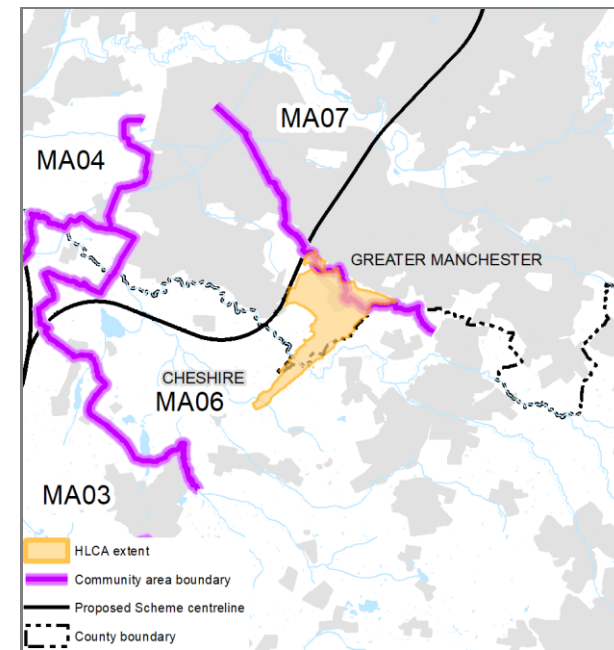 MA07
MA04
GREATER MANCHESTER
CHESHIRE
MA06
MA03
HLCA extent
Community area boundary
Proposed Scheme centreline
County boundary